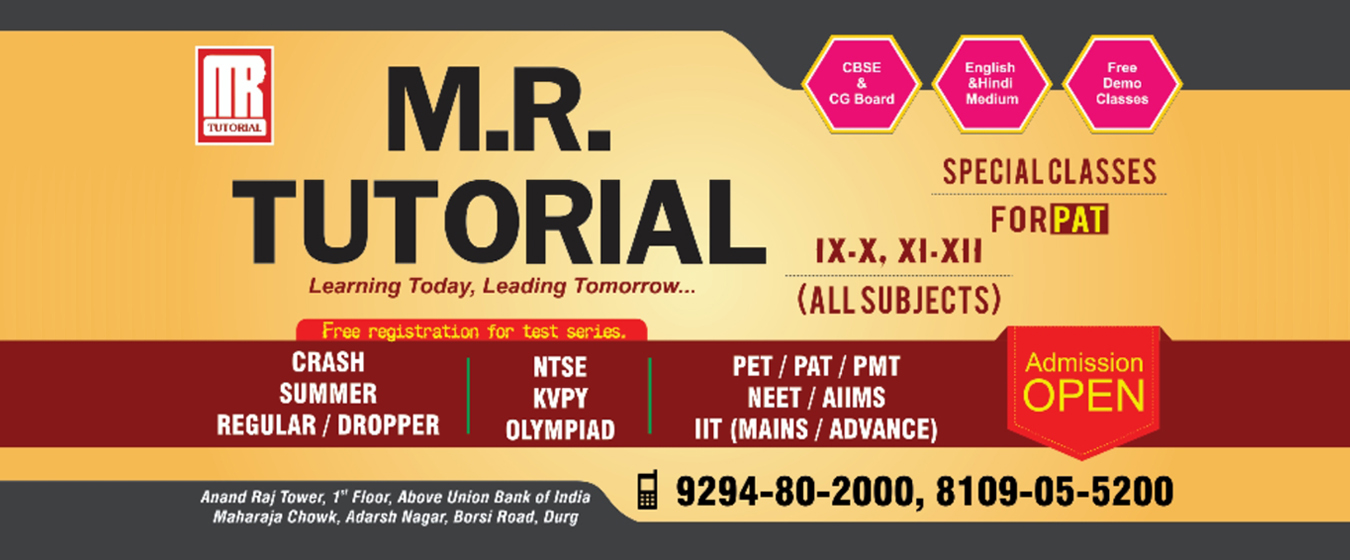 MR
TUTORIAL
M.R.
TUTORIAL
Learning Today, Leading Tomorrow...
CBSE
&
CG Board
English
&Hindi
Medium
Free
Demo
Classes
SPECIAL CLASSES
FOR PAT
IX-X, XI-XII
(ALL SUBJECTS)
Free registration for test series.
CRASH
SUMMER
REGULAR / DROPPER
NTSE
KVPY
OLYMPIAD
PET / PAT / PMT
NEET / AIIMS
IIT (MAINS / ADVANCE)
Admission
OPEN
Anand Raj Tower, 1st Floor, Above Union Bank of India
Maharaja Chowk, Adarsh Nagar, Borsi Road, Durg
9294-80-2000, 8109-05-5200